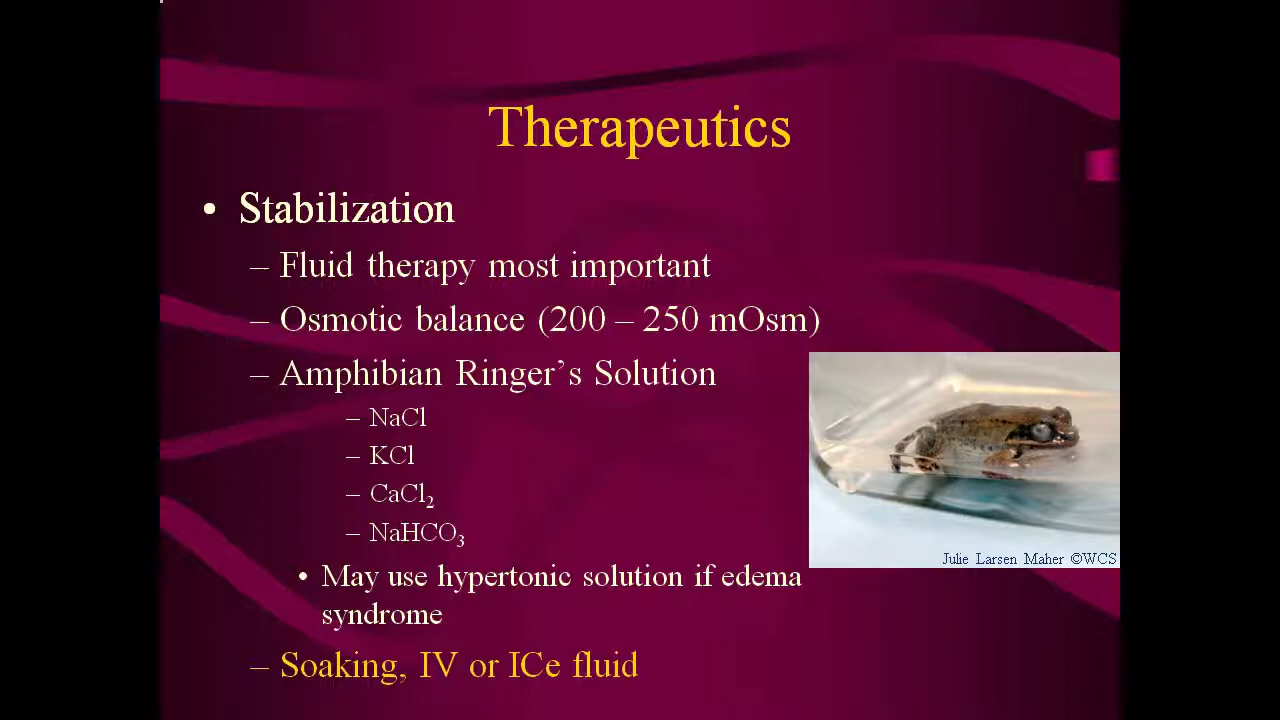 Therapeutics
• Stabilization
– Fluid therapy most important
– Osmotic balance (200 – 250 mOsm)
– Amphibian Ringer’s Solution
– NaCl
– KCl
– CaCl₂
– NaHCO₃
• May use hypertonic solution if edema
syndrome
– Soaking, IV or ICe fluid
Julie Larsen Maher ©WCS